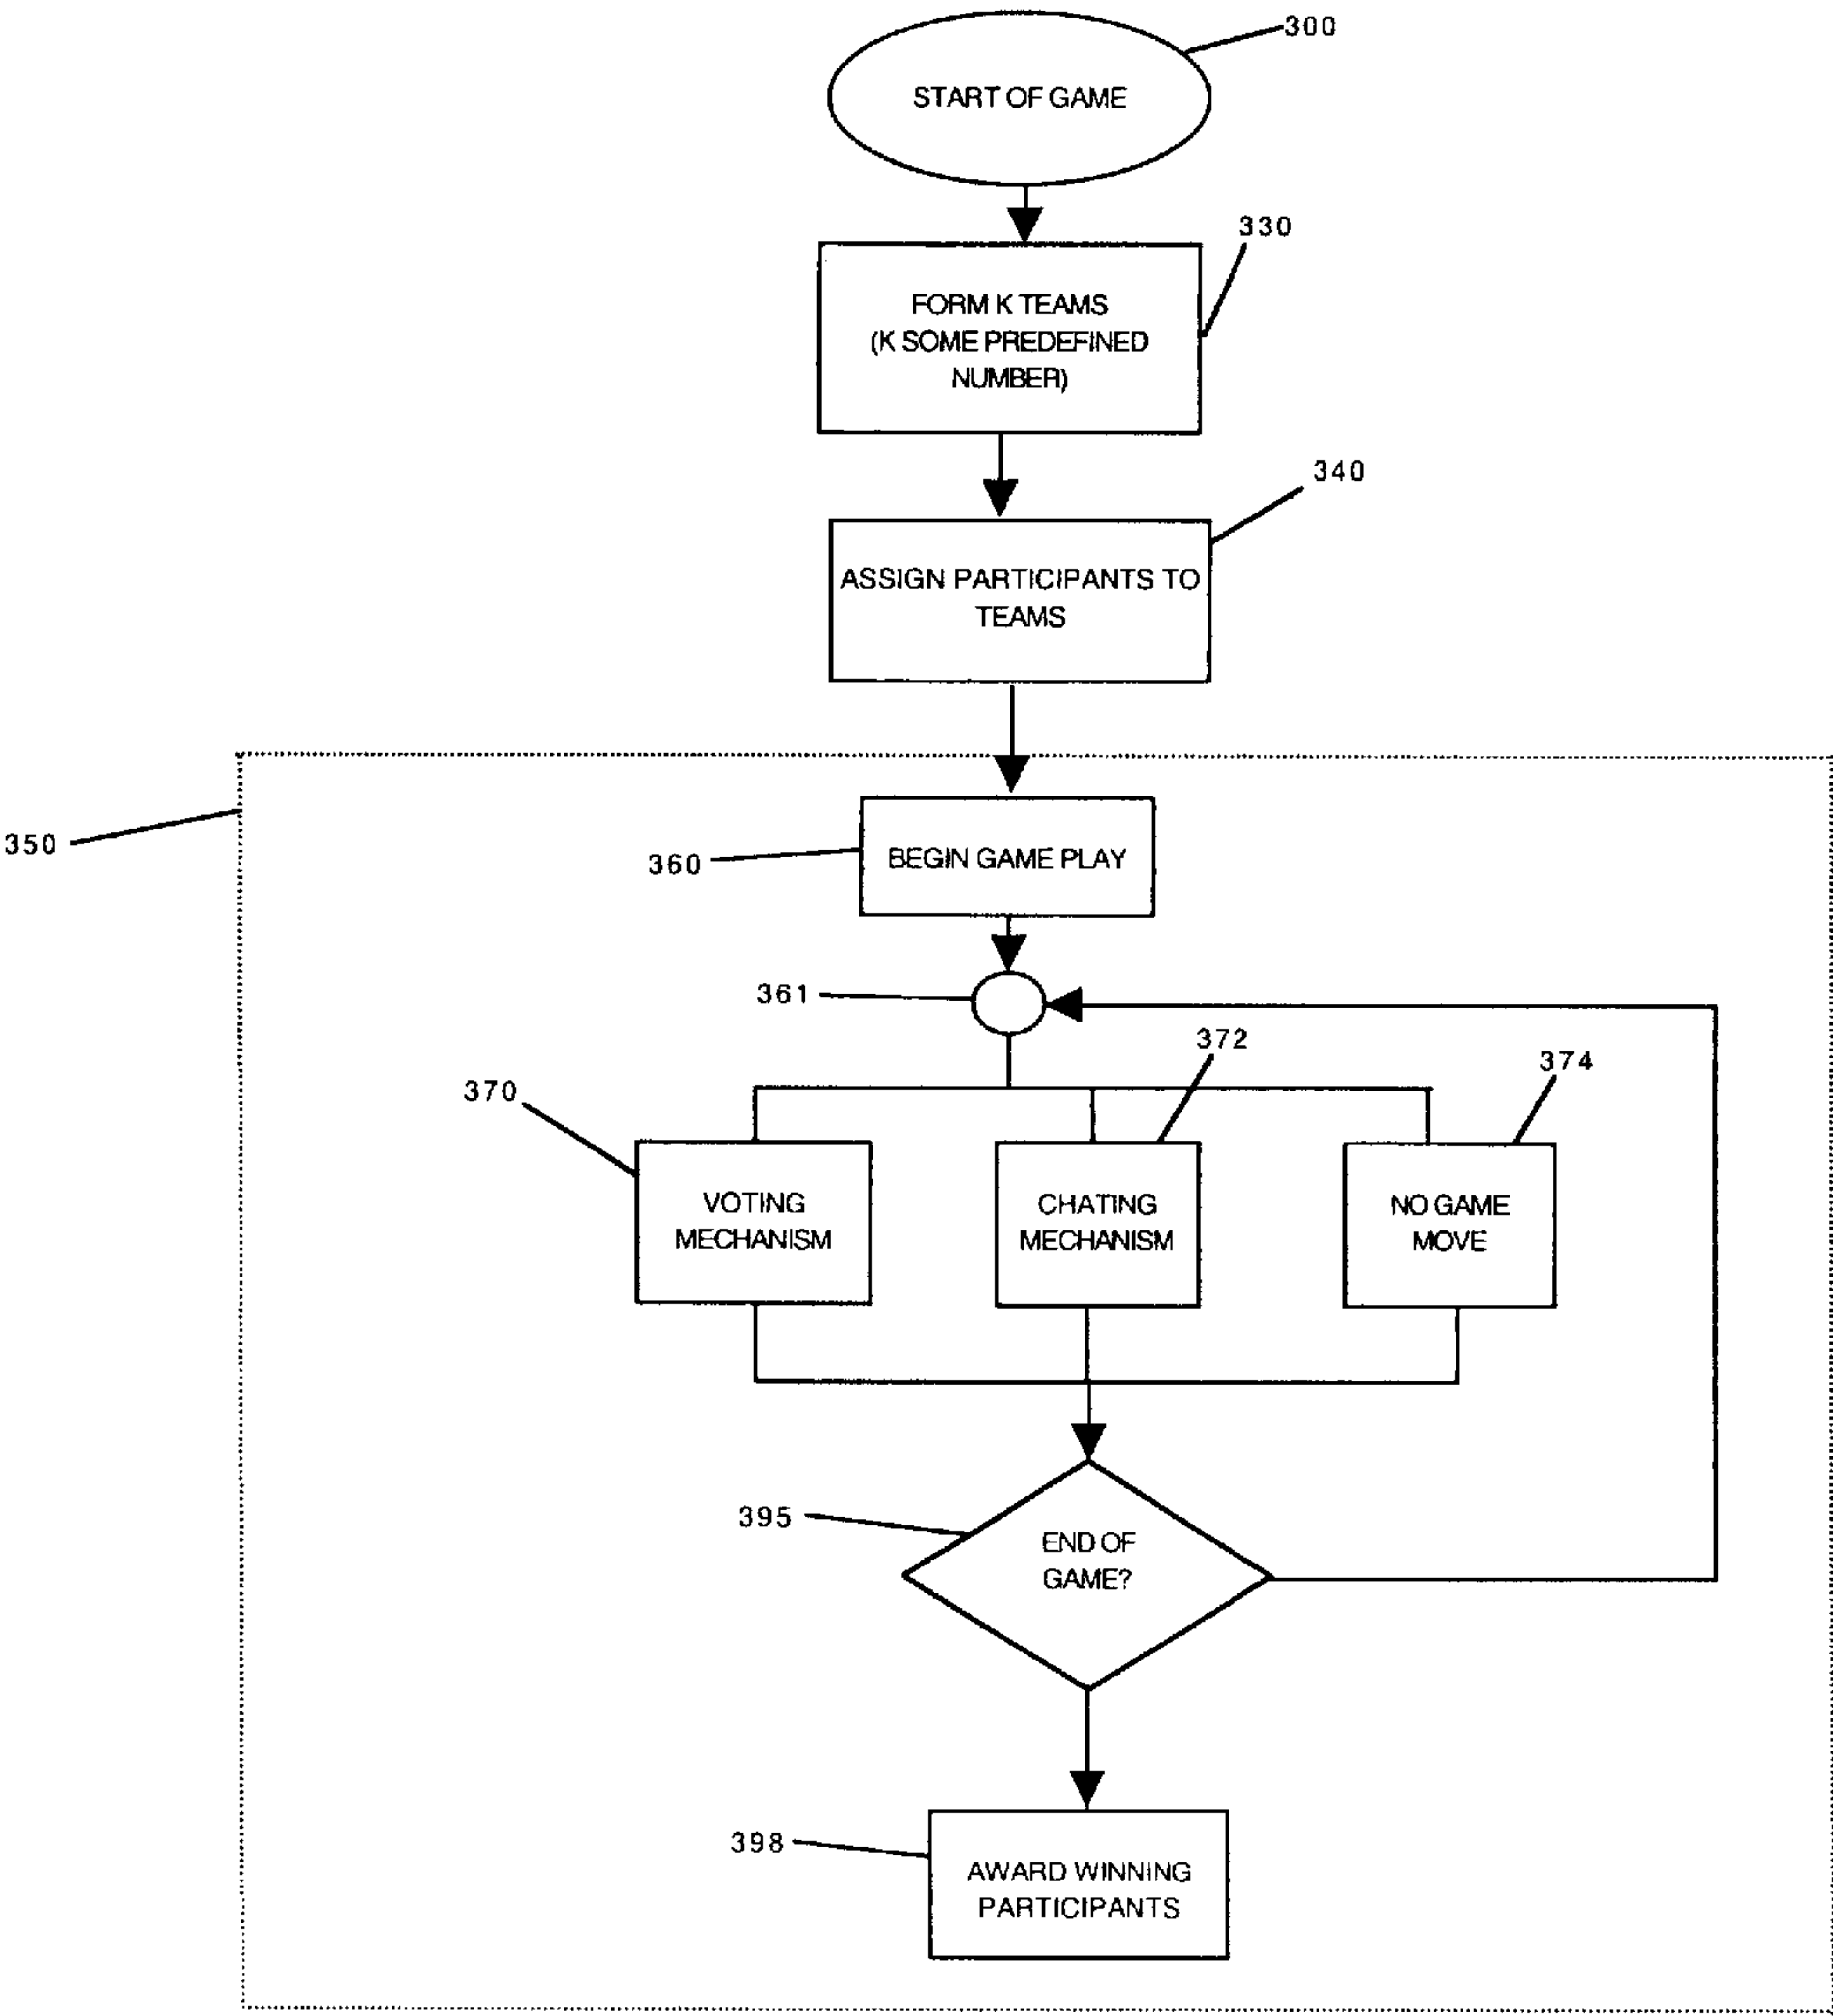 300
START OF GAME
330
FORM K TEAMS
(K SOME PREDEFINED
NUMBER)
340
ASSIGN PARTICIPANTS TO
TEAMS
350
360
BEGIN GAME PLAY
361
372
374
370
VOTING
MECHANISM
CHATING
MECHANISM
NO GAME
MOVE
395
END OF
GAME?
398
AWARD WINNING
PARTICIPANTS